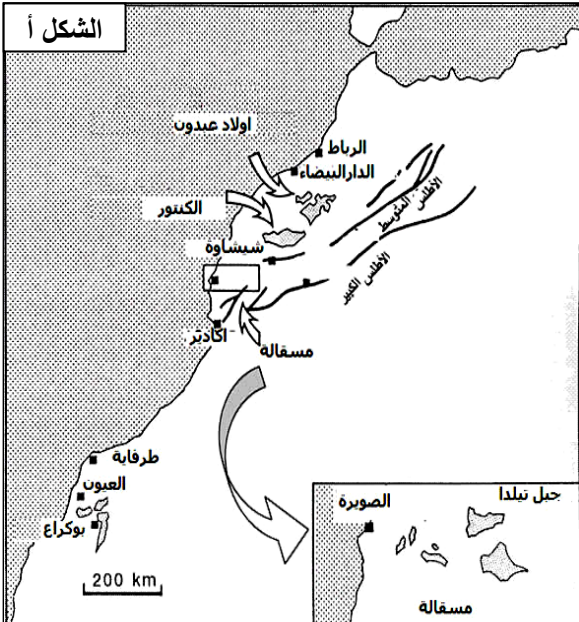 الشكل أ
اولاد عبدون
الرباط
الدارالبيضاء
الكنتور
شيشاوة
الأطلس المتوسط
الأطلس الكبير
اكادير
مسقالة
طرفاية
العيون
بوكراع
200 km
جبل تيلدا
الصويرة
مسقالة